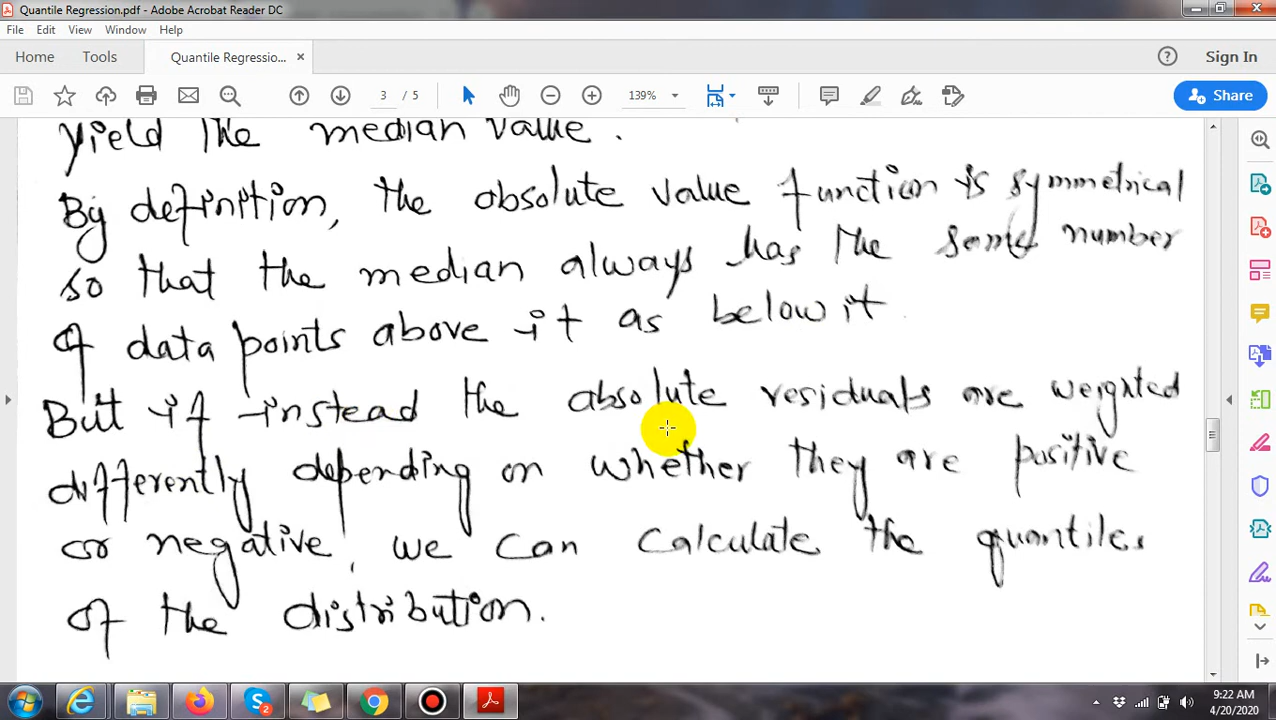 Quantile Regression.pdf - Adobe Acrobat Reader DC
File Edit View Window Help
Home Tools Quantile Regressio... × Sign In
3 / 5 139% Share
yield the median value.
By definition, the absolute value function is symmetrical
so that the median always has the same number
of data points above it as below it
But if instead the absolute residuals are weighted
differently depending on whether they are positive
or negative, we can calculate the quantiles
of the distribution.
9:22 AM
4/20/2020